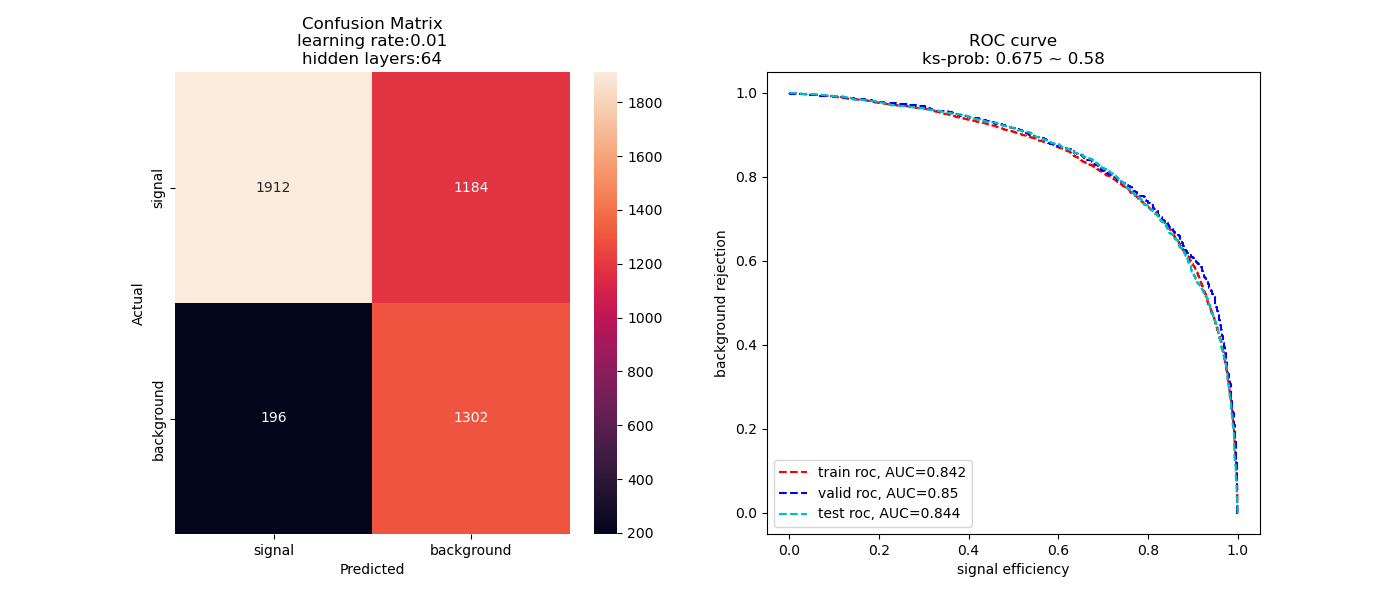 Confusion Matrix
learning rate:0.01
hidden layers:64
signal
background
Actual
1912
1184
196
1302
signal
background
Predicted
1800
1600
1400
1200
1000
800
600
400
200
ROC curve
ks-prob: 0.675 ~ 0.58
background rejection
1.0
0.8
0.6
0.4
0.2
0.0
train roc, AUC=0.842
valid roc, AUC=0.85
test roc, AUC=0.844
0.0
0.2
0.4
0.6
0.8
1.0
signal efficiency